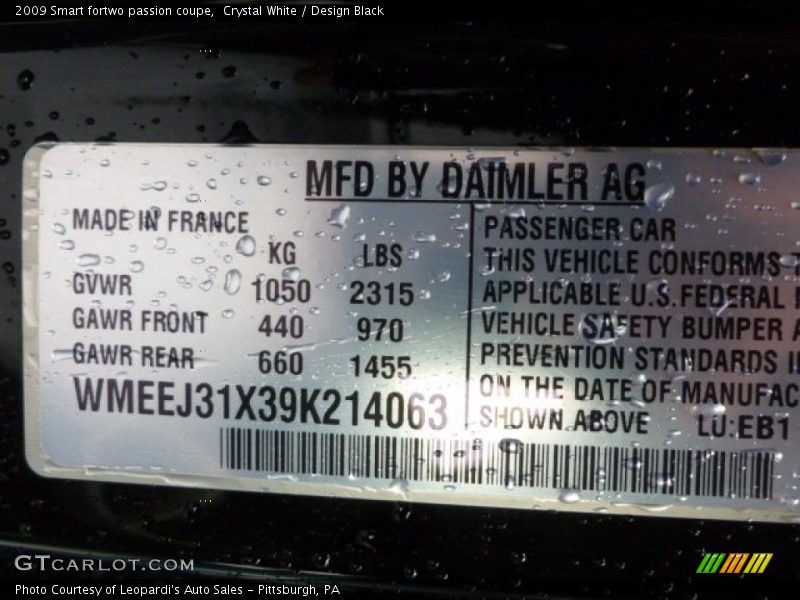 2009 Smart fortwo passion coupe,  Crystal White / Design Black
MFD BY DAIMLER AG
MADE IN FRANCE
KG LBS
GVWR 1050 2315
GAWR FRONT 440 970
GAWR REAR 660 1455
WMEEJ31X39K214063
PASSENGER CAR
THIS VEHICLE CONFORMS
APPLICABLE U.S.FEDERAL
VEHICLE SAFETY BUMPER
PREVENTION STANDARDS
ON THE DATE OF MANUFAC
SHOWN ABOVE LU:EB1
GTCARLOT.COM
Photo Courtesy of Leopardi's Auto Sales - Pittsburgh, PA